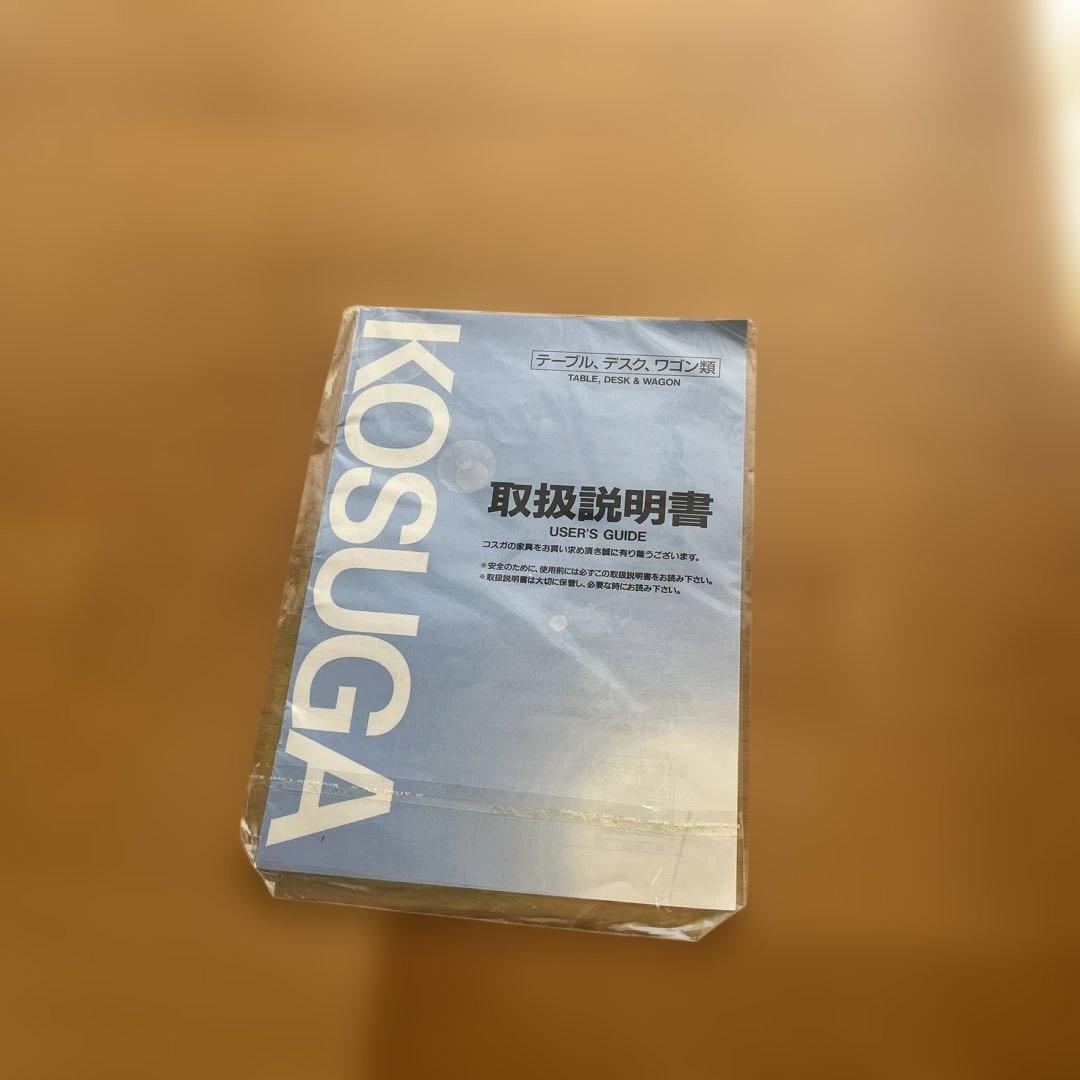 KOSUGA
テーブル、デスク、ワゴン類
TABLE, DESK & WAGON
取扱説明書
USER'S GUIDE
コスガの家具をお買い求め頂き誠に有り難うございます。
※安全のために、使用前には必ずこの取扱説明書をお読み下さい。
※取扱説明書は大切に保管し、必要な時にお読み下さい。